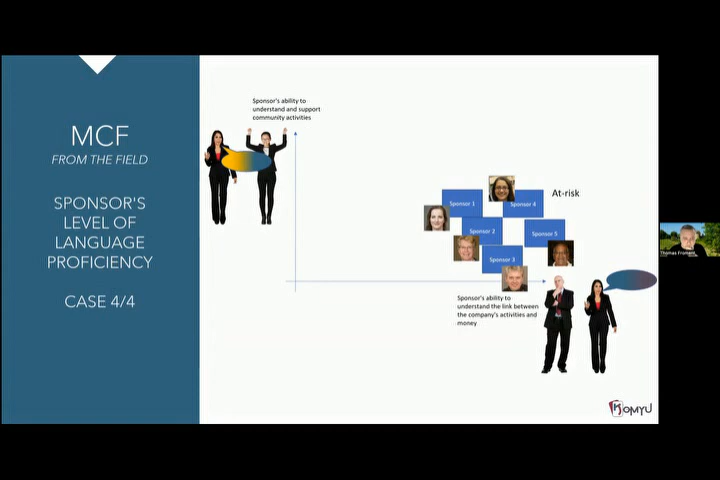 MCF
FROM THE FIELD
SPONSOR'S
LEVEL OF
LANGUAGE
PROFICIENCY
CASE 4/4
Sponsor's ability to
understand and support
community activities
At-risk
Sponsor 1
Sponsor 4
Sponsor 2
Sponsor 5
Sponsor 3
Sponsor's ability to
understand the link between
the company's activities and
money
Thomas Froment
KOMYU